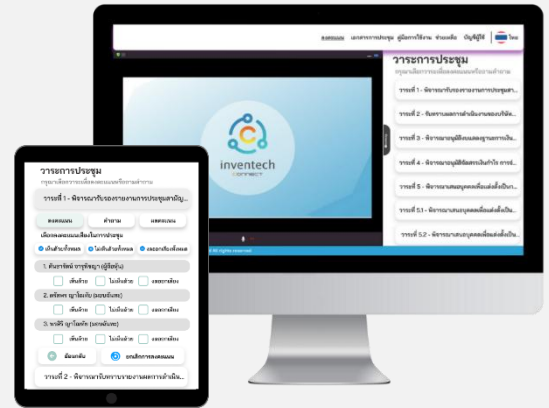 ลงคะแนน เอกสารการประชุม คู่มือการใช้งาน ช่วยเหลือ บัญชีผู้ใช้ ไทย
วาระการประชุม
กรุณาเลือกวาระเพื่อลงคะแนนหรือถามคำถาม
วาระที่ 1 - พิจารณารับรองรายงานการประชุมสา...
วาระที่ 2 - รับทราบผลการดำเนินงานของบริษัท...
วาระที่ 3 - พิจารณาอนุมัติงบแสดงฐานะการเงิน...
วาระที่ 4 - พิจารณาอนุมัติจัดสรรเงินกำไร การจ่...
วาระที่ 5 - พิจารณาเสนอบุคคลเพื่อแต่งตั้งเป็นก...
วาระที่ 5.1 - พิจารณาเสนอบุคคลเพื่อแต่งตั้งเป็น...
วาระที่ 5.2 - พิจารณาเสนอบุคคลเพื่อแต่งตั้งเป็น...
inventech
CONNECT
All rights reserved.
วาระการประชุม
กรุณาเลือกวาระเพื่อลงคะแนนหรือถามคำถาม
วาระที่ 1 - พิจารณารับรองรายงานการประชุมสามัญ...
ลงคะแนน คำถาม ผลคะแนน
เลือกลงคะแนนเสียงในการประชุม
เห็นด้วยทั้งหมด ไม่เห็นด้วยทั้งหมด งดออกเสียงทั้งหมด
1. (ผู้ถือหุ้น)
เห็นด้วย ไม่เห็นด้วย งดออกเสียง
2. (มอบฉันทะ)
เห็นด้วย ไม่เห็นด้วย งดออกเสียง
3. (มอบฉันทะ)
เห็นด้วย ไม่เห็นด้วย งดออกเสียง
ย้อนกลับ ยกเลิกการลงคะแนน
วาระที่ 2 - พิจารณารับทราบรายงานผลการดำเนิน...